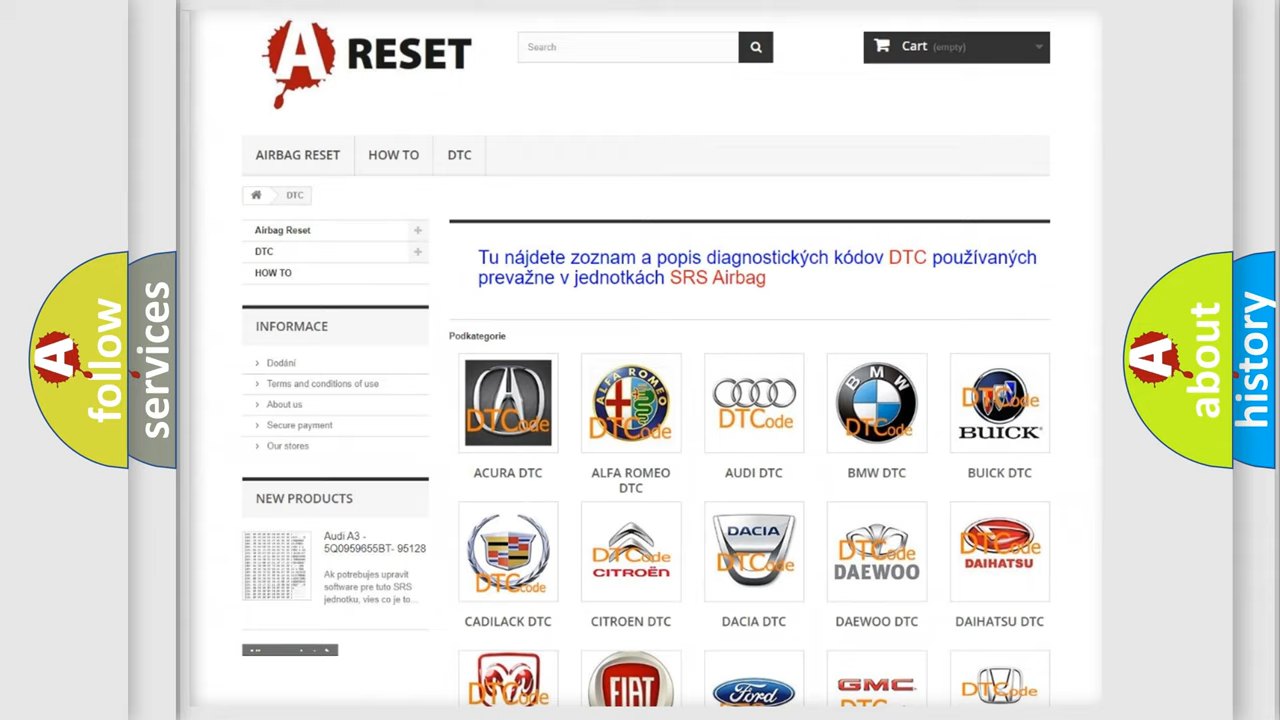 A RESET
Search
Cart (empty)
AIRBAG RESET
HOW TO
DTC
DTC
Airbag Reset
DTC
HOW TO
Tu nájdete zoznam a popis diagnostických kódov DTC používaných
prevažne v jednotkách SRS Airbag
INFORMACE
Dodání
Terms and conditions of use
About us
Secure payment
Our stores
Podkategorie
DTCode
ALFA ROMEO
DTCode
DTCode
BMW
DTCode
DTCode
BUICK
ACURA DTC
ALFA ROMEO
DTC
AUDI DTC
BMW DTC
BUICK DTC
NEW PRODUCTS
Audi A3 -
5Q0959655BT- 95128
Ak potrebujes upravit
software pre tuto SRS
jednotku, vies co je to...
DTCode
DTCode
CITROËN
DACIA
DTCode
DTCode
DAEWOO
DTCode
DAIHATSU
CADILACK DTC
CITROEN DTC
DACIA DTC
DAEWOO DTC
DAIHATSU DTC
DTCode
FIAT
Ford
GMC
DTCode
A follow
services
A about
history